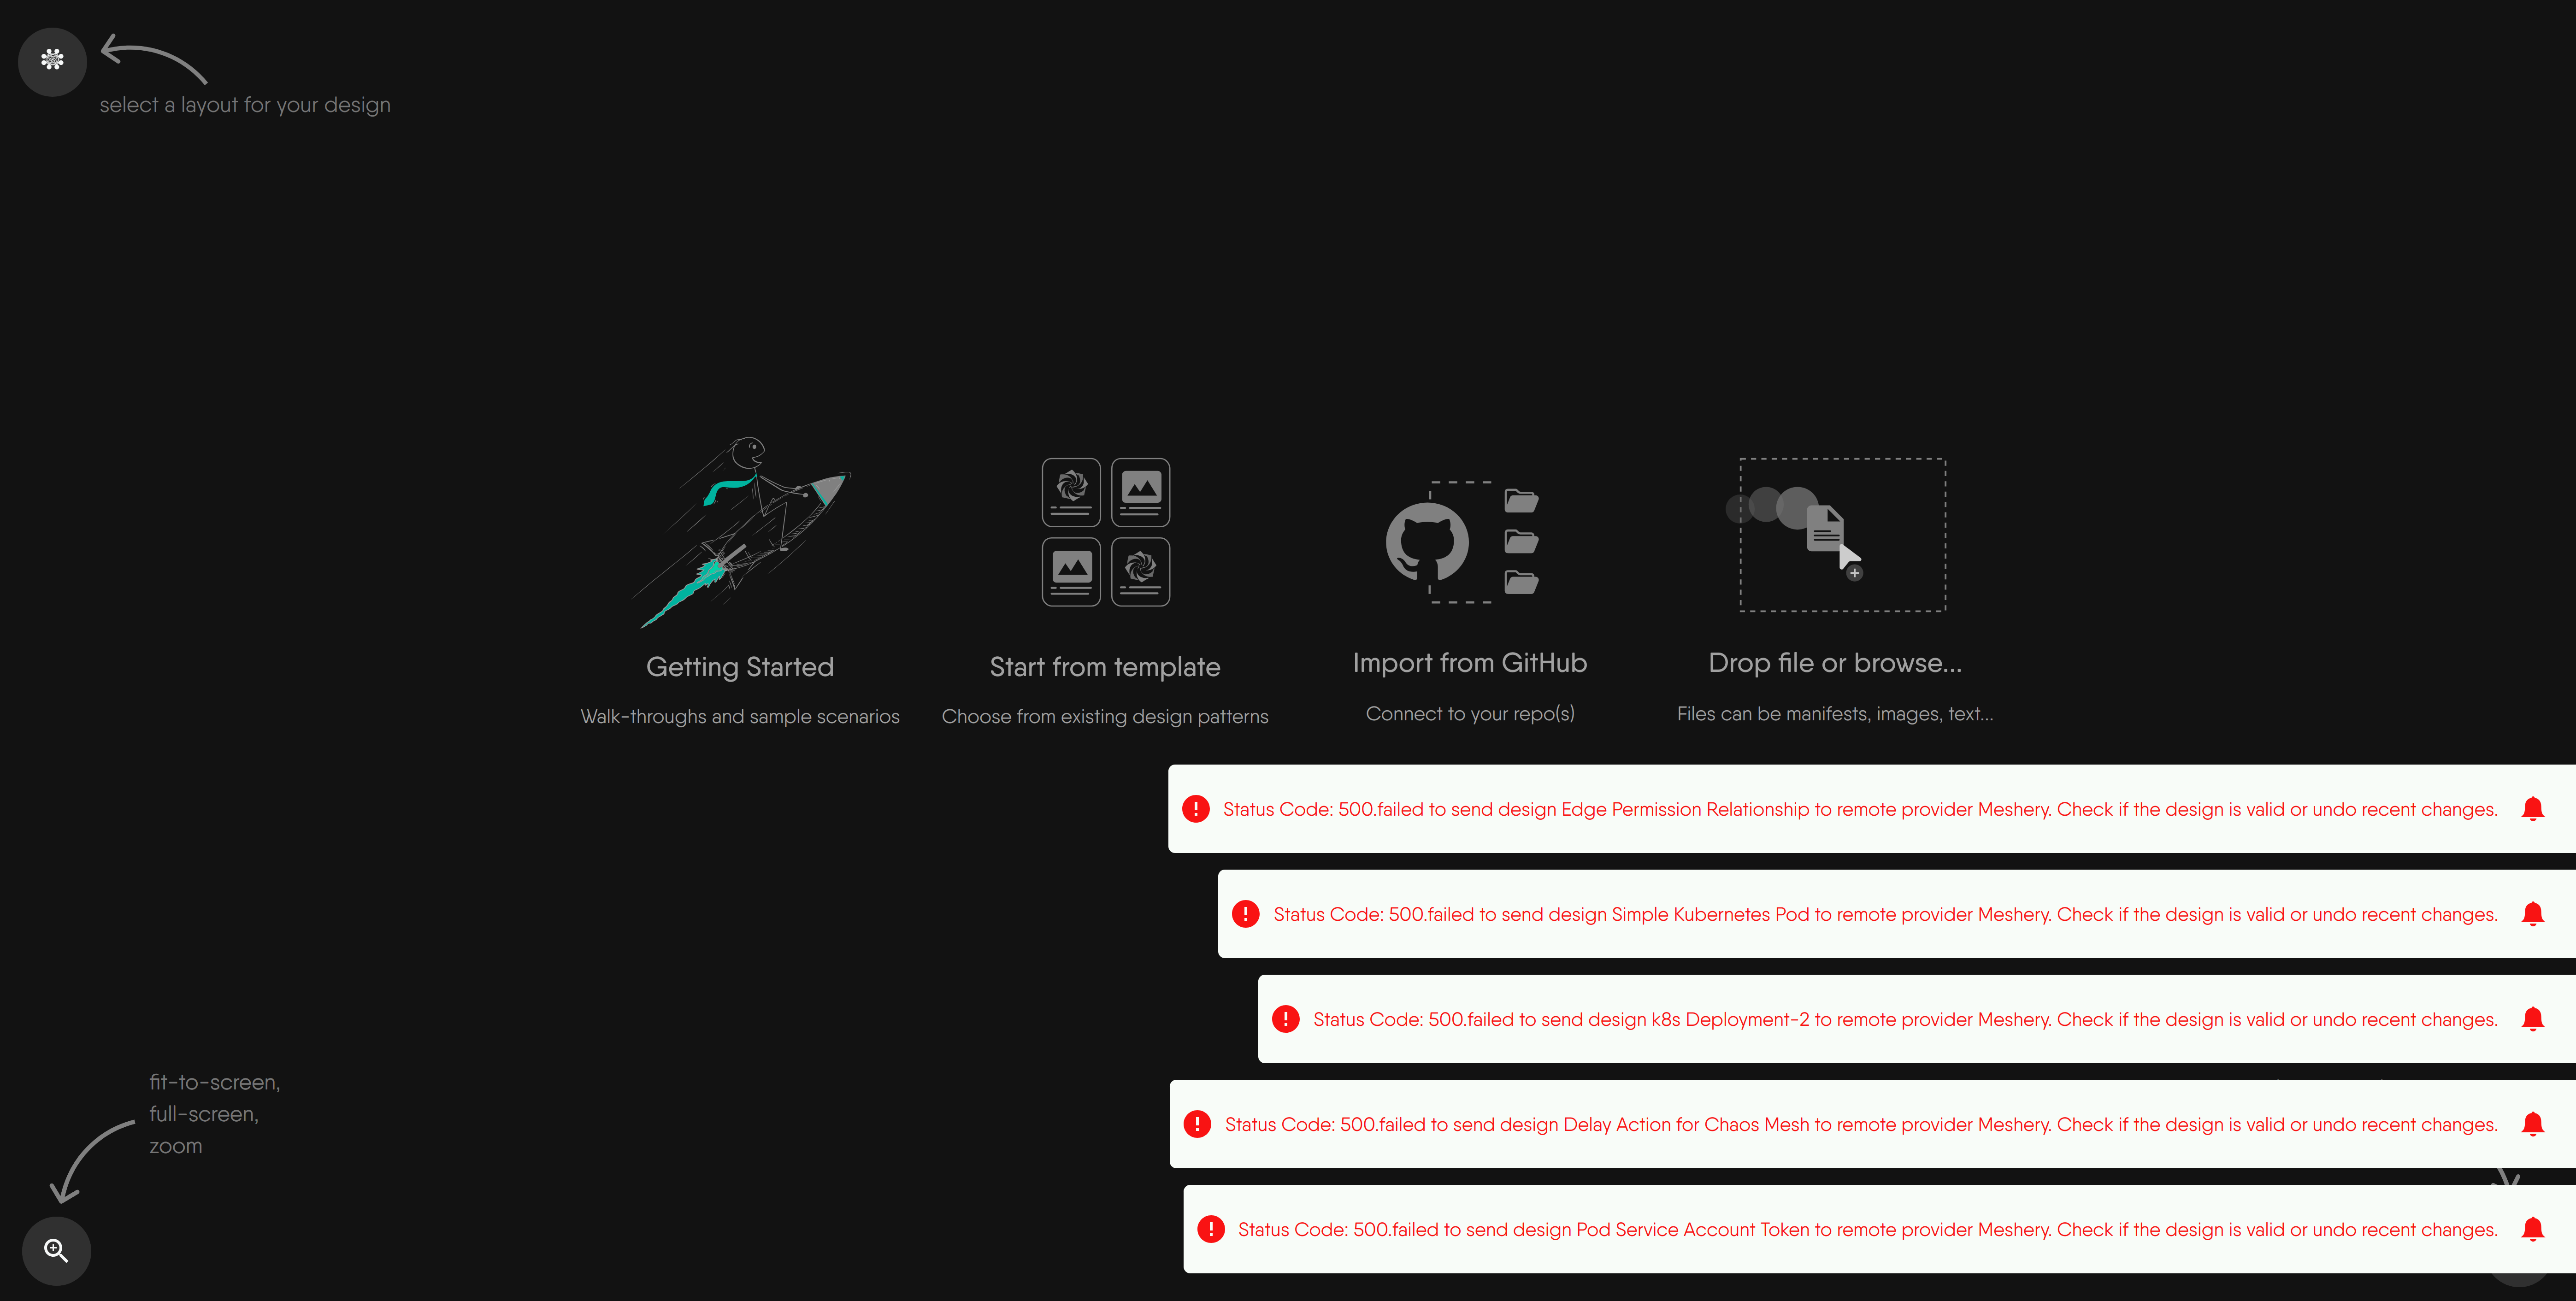 select a layout for your design
Getting Started
Walk-throughs and sample scenarios
Start from template
Choose from existing design patterns
Import from GitHub
Connect to your repo(s)
Drop file or browse...
Files can be manifests, images, text...
Status Code: 500.failed to send design Edge Permission Relationship to remote provider Meshery. Check if the design is valid or undo recent changes.
Status Code: 500.failed to send design Simple Kubernetes Pod to remote provider Meshery. Check if the design is valid or undo recent changes.
Status Code: 500.failed to send design k8s Deployment-2 to remote provider Meshery. Check if the design is valid or undo recent changes.
Status Code: 500.failed to send design Delay Action for Chaos Mesh to remote provider Meshery. Check if the design is valid or undo recent changes.
Status Code: 500.failed to send design Pod Service Account Token to remote provider Meshery. Check if the design is valid or undo recent changes.
fit-to-screen,
full-screen,
zoom